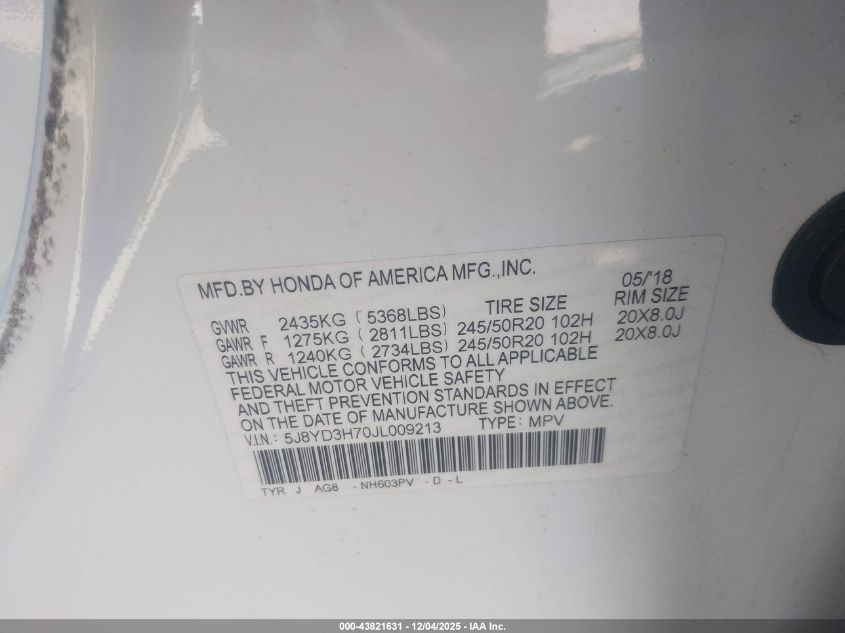 MFD.BY HONDA OF AMERICA MFG.,INC. 05/'18
GVWR 2435KG ( 5368LBS) TIRE SIZE RIM SIZE
GAWR F 1275KG ( 2811LBS) 245/50R20 102H 20X8.0J
GAWR R 1240KG ( 2734LBS) 245/50R20 102H 20X8.0J
THIS VEHICLE CONFORMS TO ALL APPLICABLE
FEDERAL MOTOR VEHICLE SAFETY
AND THEFT PREVENTION STANDARDS IN EFFECT
ON THE DATE OF MANUFACTURE SHOWN ABOVE.
V.I.N.: 5J8YD3H70JL009213 TYPE: MPV
TYR J AG8 -NH603PV -D-L
000-43821631 - 12/04/2025 - IAA Inc.